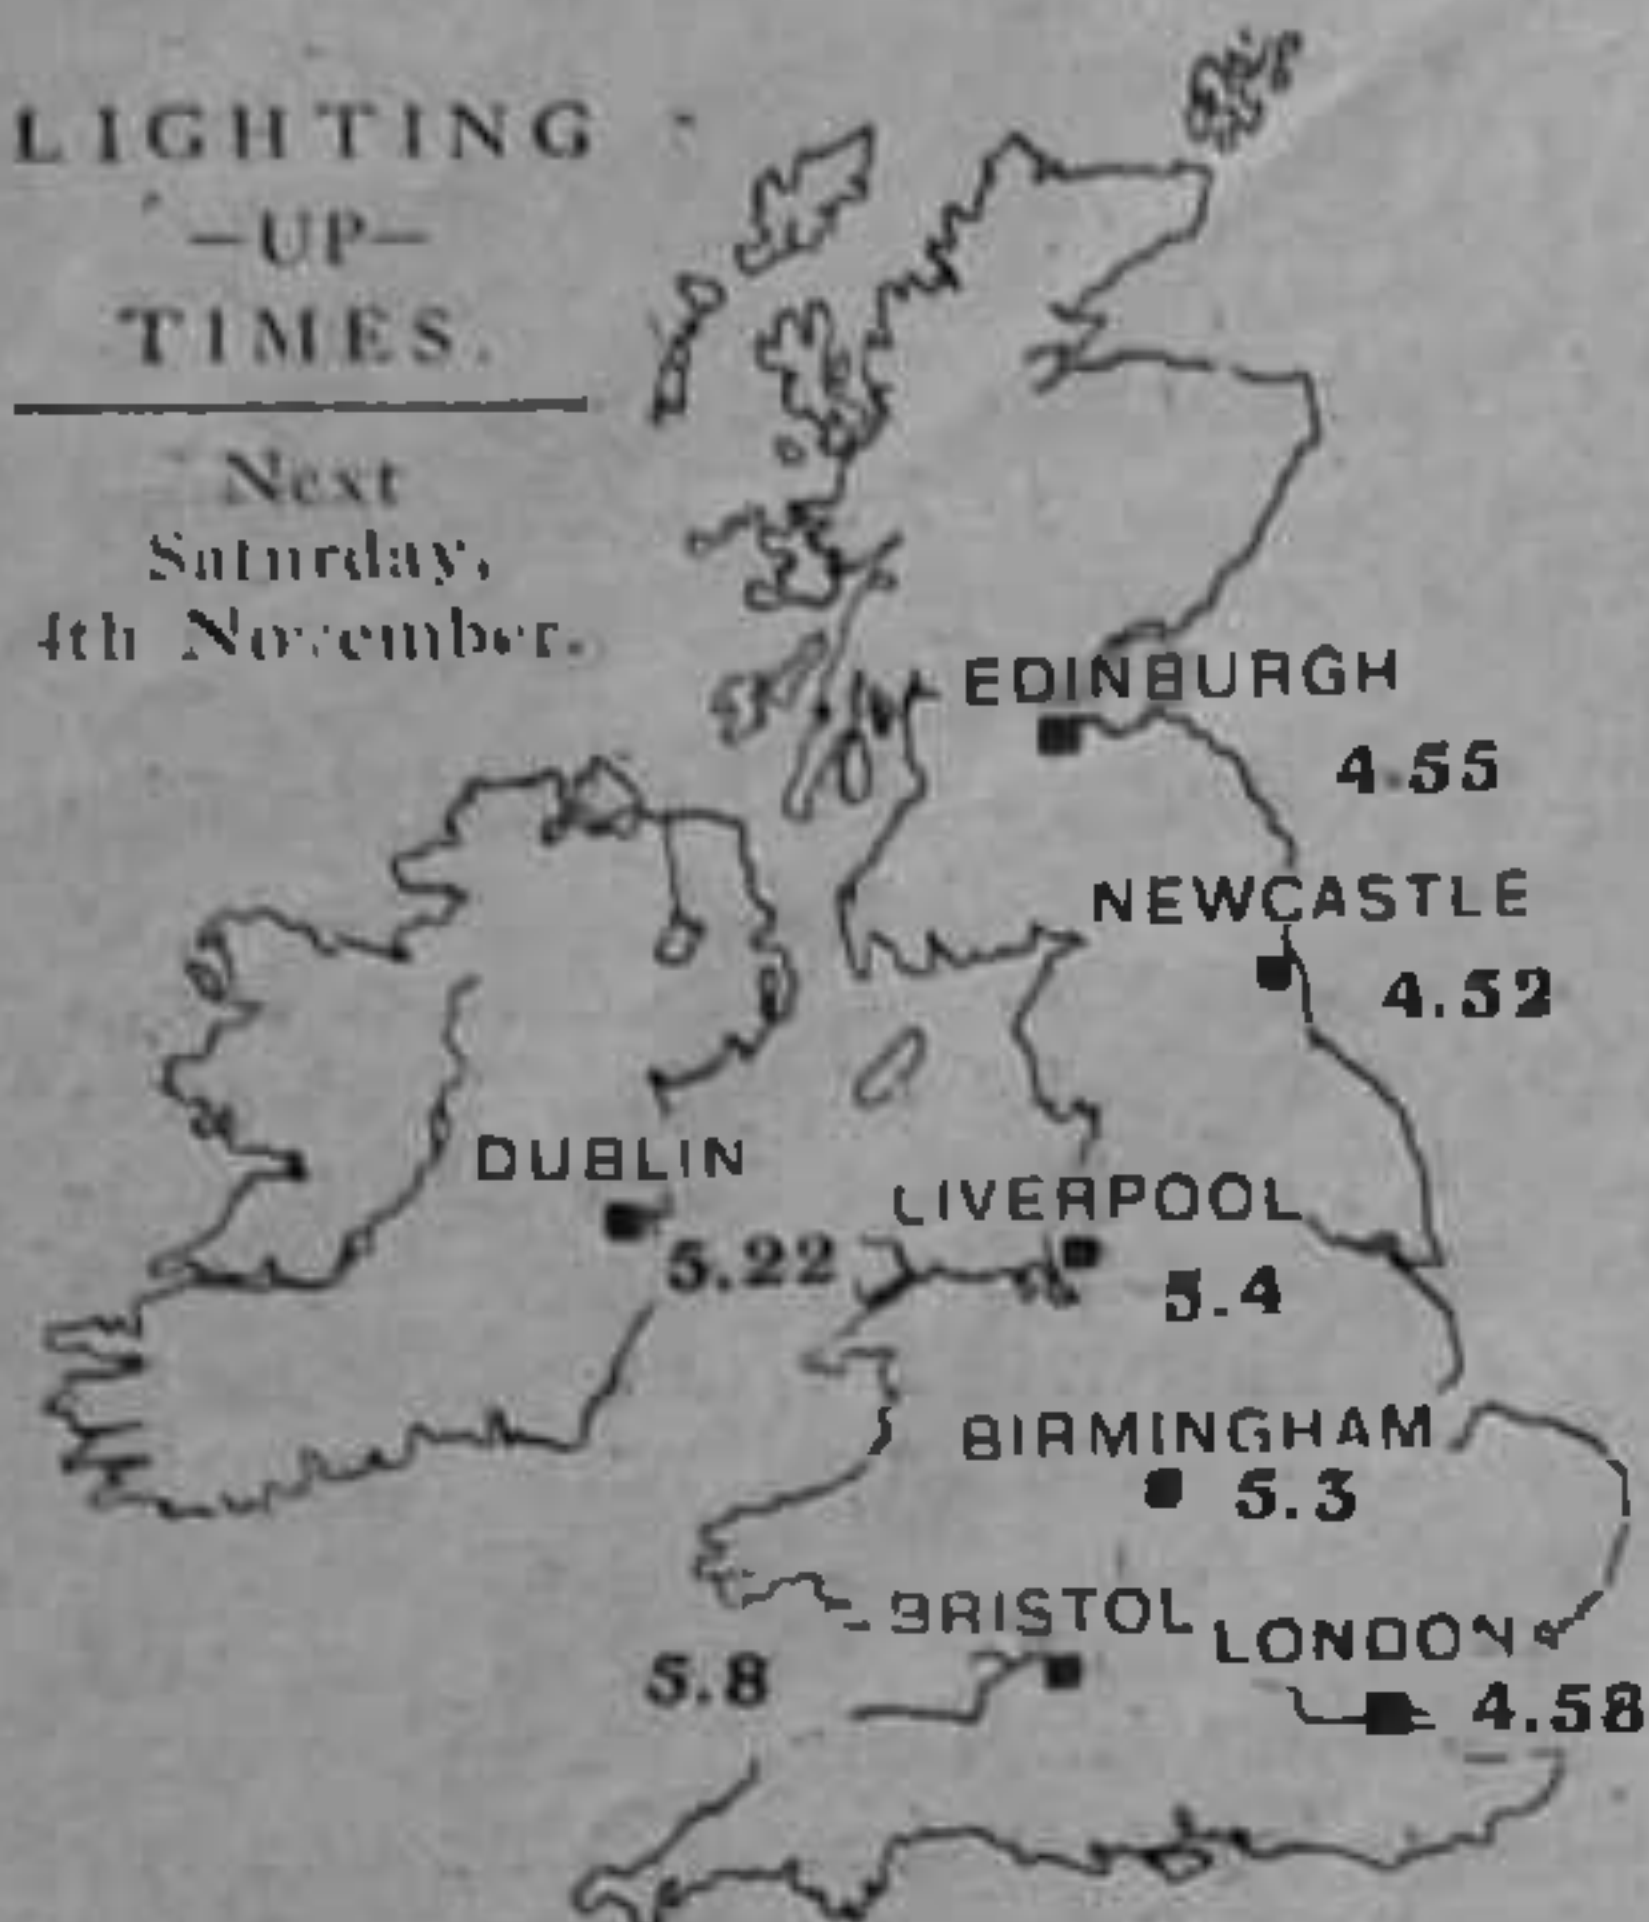 LIGHTING
—UP—
TIMES.
Next
Saturday,
4th November.
EDINBURGH
4.55
NEWCASTLE
4.52
DUBLIN
5.22
LIVERPOOL
5.4
BIRMINGHAM
5.3
BRISTOL
5.8
LONDON
4.58